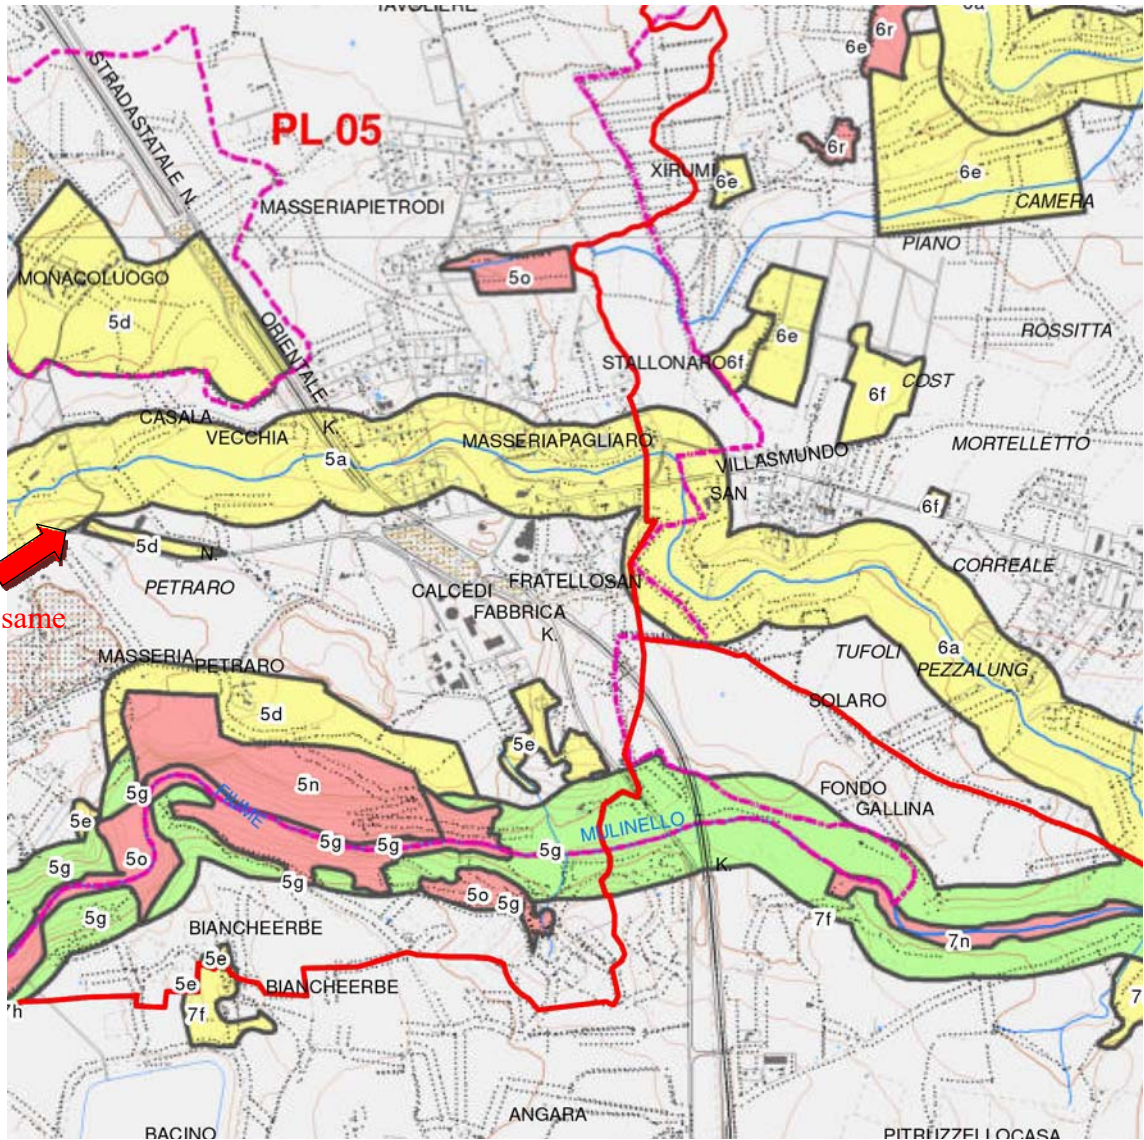 TAVOLIERE
6a
6r
6e
STRADASTATALE N.
PL 05
6r
XIRUMI
6e
6e
CAMERA
MASSERIAPIETRODI
PIANO
MONACOLUOGO
5o
5d
ORIENTALE
6e
ROSSITTA
STALLONARO
6f
COST
6f
CASALA
VECCHIA
K.
MASSERIAPAGLIARO
MORTELLETTO
5a
VILLASMUNDO
SAN
6f
5d
N.
PETRARO
FRATELLOSAN
CORREALE
CALCEDI
FABBRICA
K.
same
MASSERIA
PETRARO
TUFOLI
6a
PEZZALUNG
5d
SOLARO
5e
5n
5g
FIUME
FONDO
GALLINA
5e
MULINELLO
5g
5g
5g
5g
5o
K.
5g
5o
5g
5g
7f
BIANCHEERBE
7n
5e
5e
BIANCHEERBE
7
7h
7f
ANGARA
BACINO
PITRUZZELLOCASA